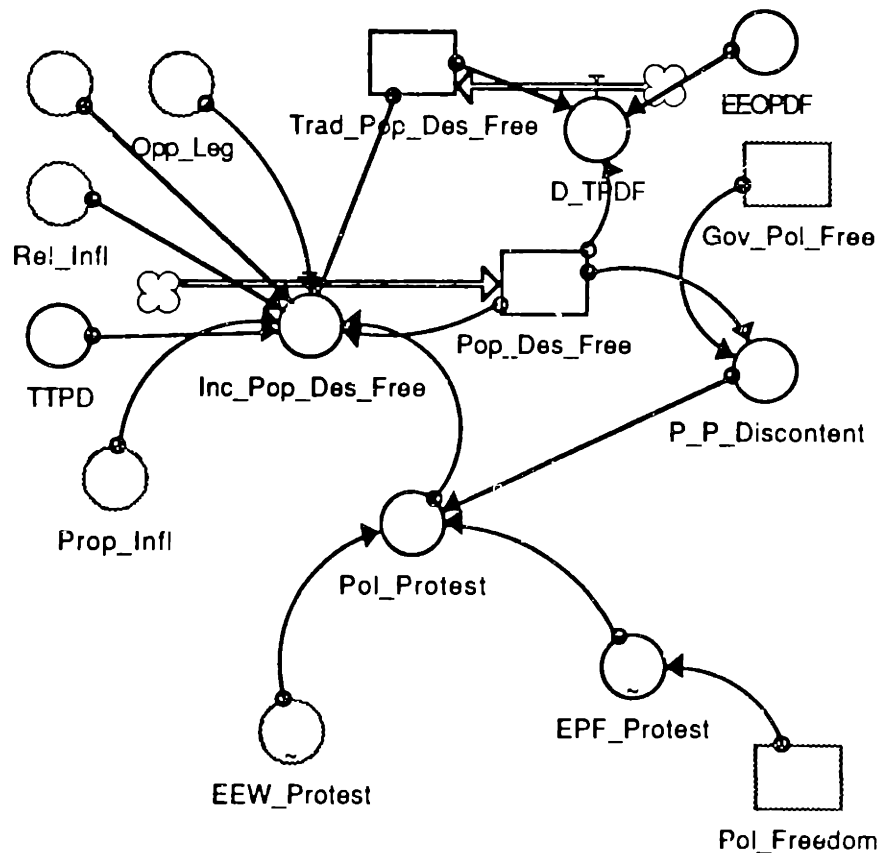 EEOPDF
Opp_Leg
Trad_Pop_Des_Free
D_TPDF
Gov_Pol_Free
Rel_Infl
Pop_Des_Free
TTPD
Inc_Pop_Des_Free
P_P_Discontent
Prop_Infl
Pol_Protest
~
EPF_Protest
~
EEW_Protest
Pol_Freedom